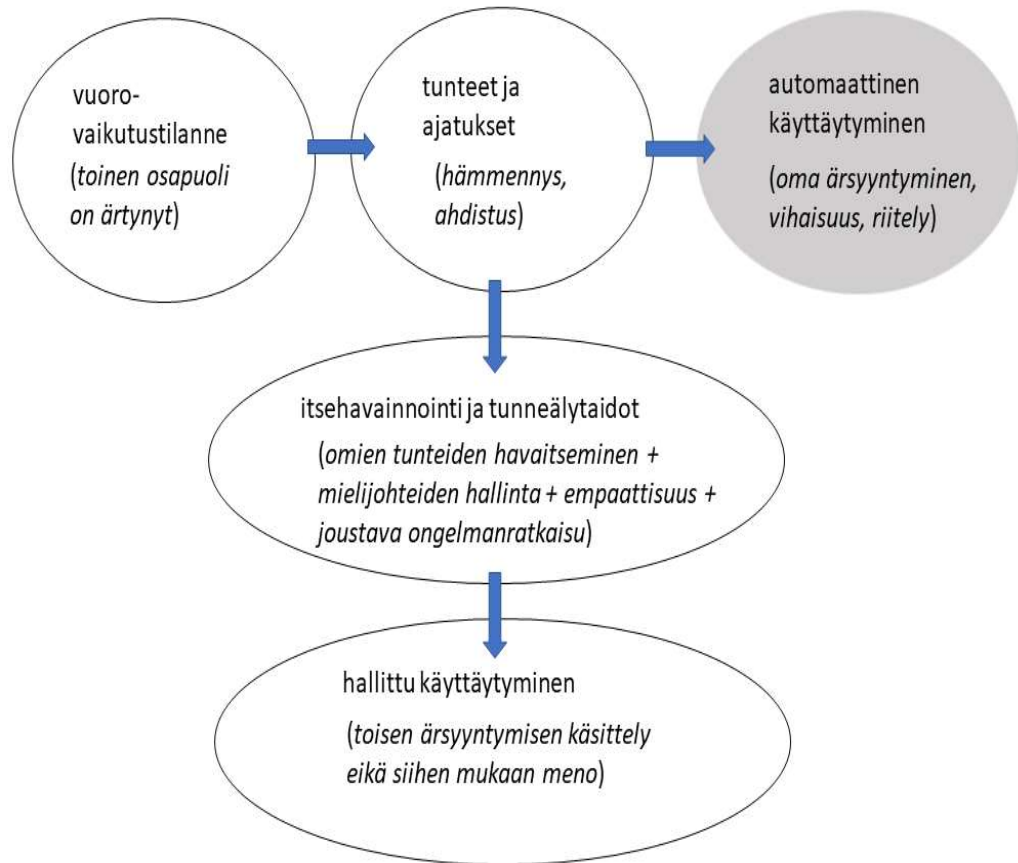 vuoro-
vaikutustilanne
(toinen osapuoli
on ärtynyt)
tunteet ja
ajatukset
(hämmennys,
ahdistus)
automaattinen
käyttäytyminen
(oma ärsyyntyminen,
vihaisuus, riitely)
itsehavainnointi ja tunneälytaidot
(omien tunteiden havaitseminen +
mielijohteiden hallinta + empaattisuus +
joustava ongelmanratkaisu)
hallittu käyttäytyminen
(toisen ärsyyntymisen käsittely
eikä siihen mukaan meno)